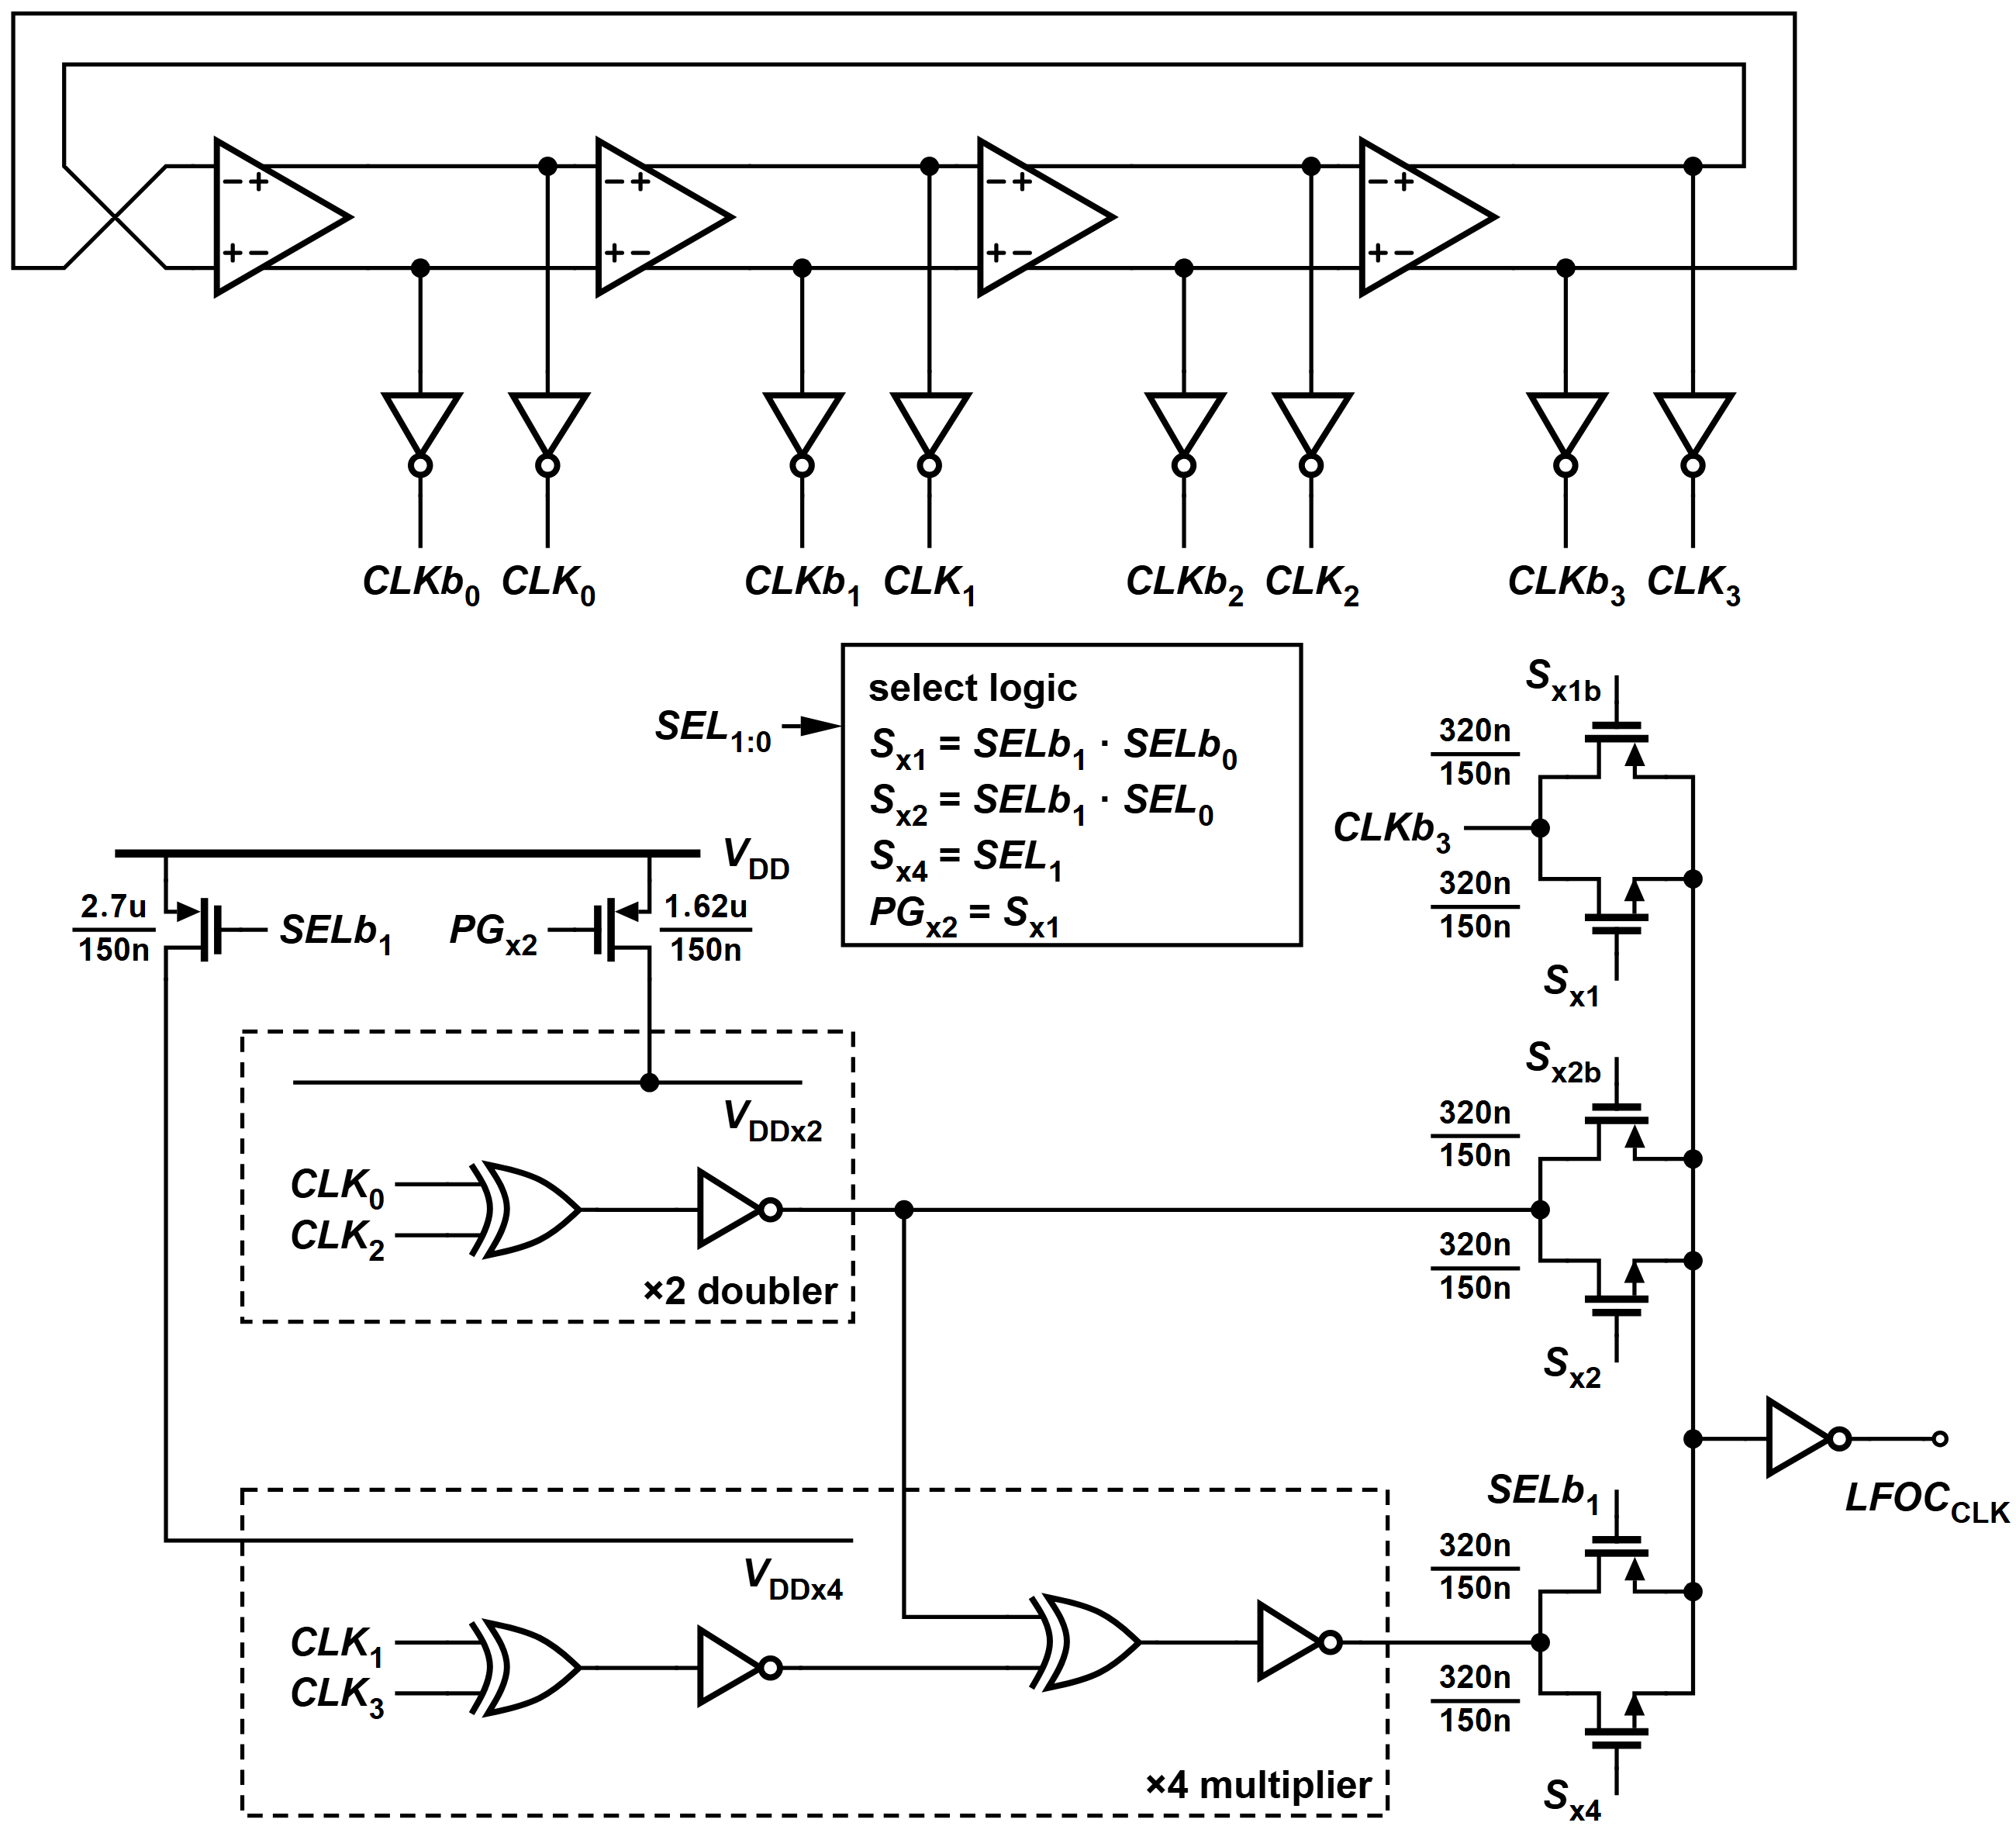 − + − + − + − +
+ − + − + − + −
CLKb0 CLK0 CLKb1 CLK1 CLKb2 CLK2 CLKb3 CLK3
SEL1:0
select logic
Sx1 = SELb1 · SELb0
Sx2 = SELb1 · SEL0
Sx4 = SEL1
PGx2 = Sx1
Sx1b
320n
150n
CLKb3
320n
150n
Sx1
VDD
2.7u
150n
SELb1
PGx2
1.62u
150n
VDDx2
CLK0
CLK2
×2 doubler
Sx2b
320n
150n
320n
150n
Sx2
VDDx4
CLK1
CLK3
×4 multiplier
SELb1
320n
150n
320n
150n
Sx4
LFOCCLK